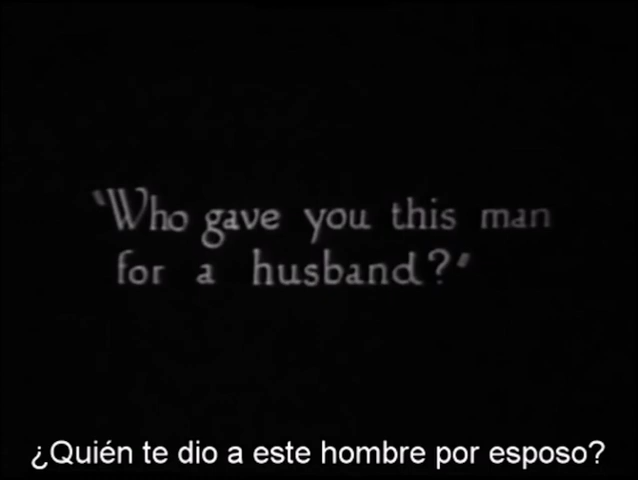 "Who gave you this man
for a husband?"
¿Quién te dio a este hombre por esposo?